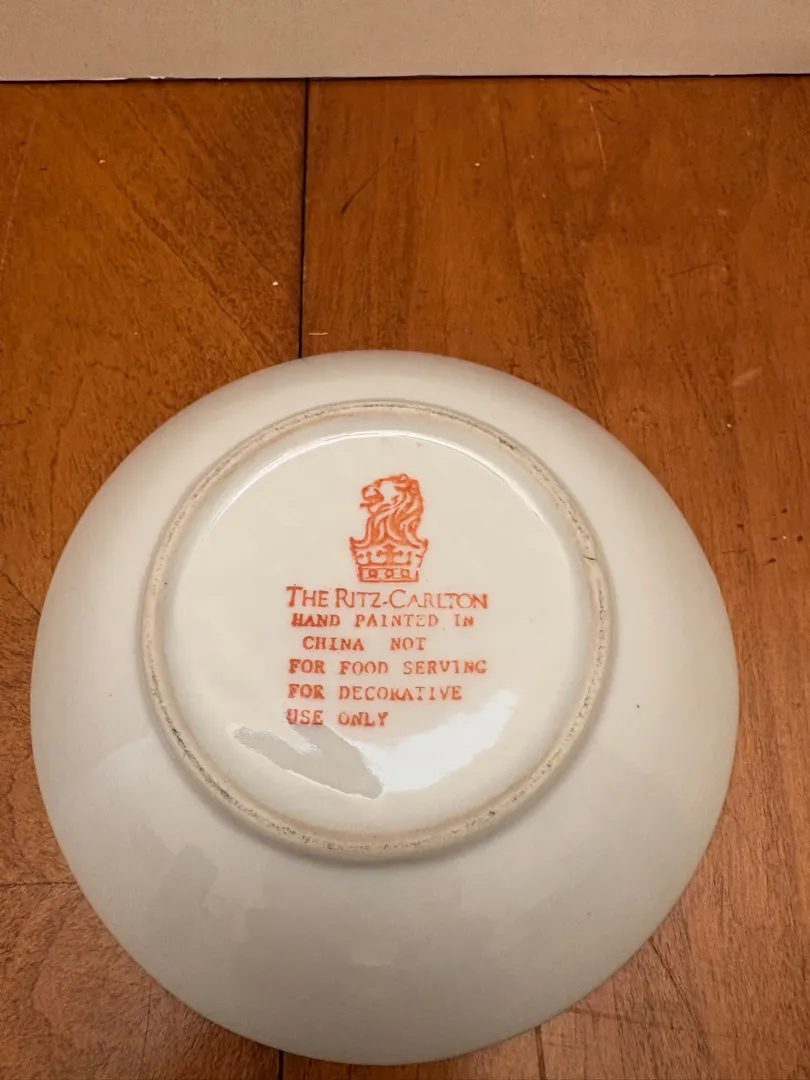 THE RITZ-CARLTON
HAND PAINTED IN
CHINA NOT
FOR FOOD SERVING
FOR DECORATIVE
USE ONLY